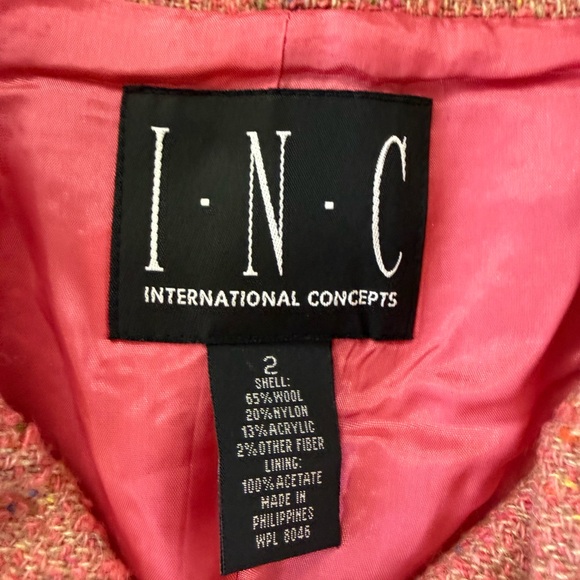 I·N·C
INTERNATIONAL CONCEPTS
2
SHELL:
65% WOOL
20% NYLON
13% ACRYLIC
2% OTHER FIBER
LINING:
100% ACETATE
MADE IN
PHILIPPINES
WPL 8046